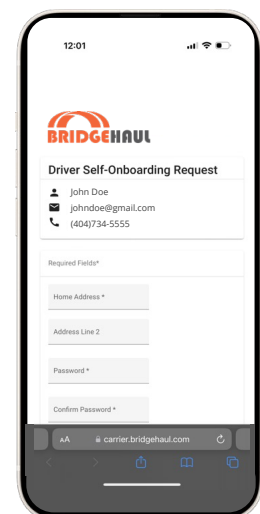 12:01
BRIDGEHAUL
Driver Self-Onboarding Request
John Doe
johndoe@gmail.com
(404)734-5555
Required Fields*
Home Address *
Address Line 2
Password *
Confirm Password *
AA
carrier.bridgehaul.com